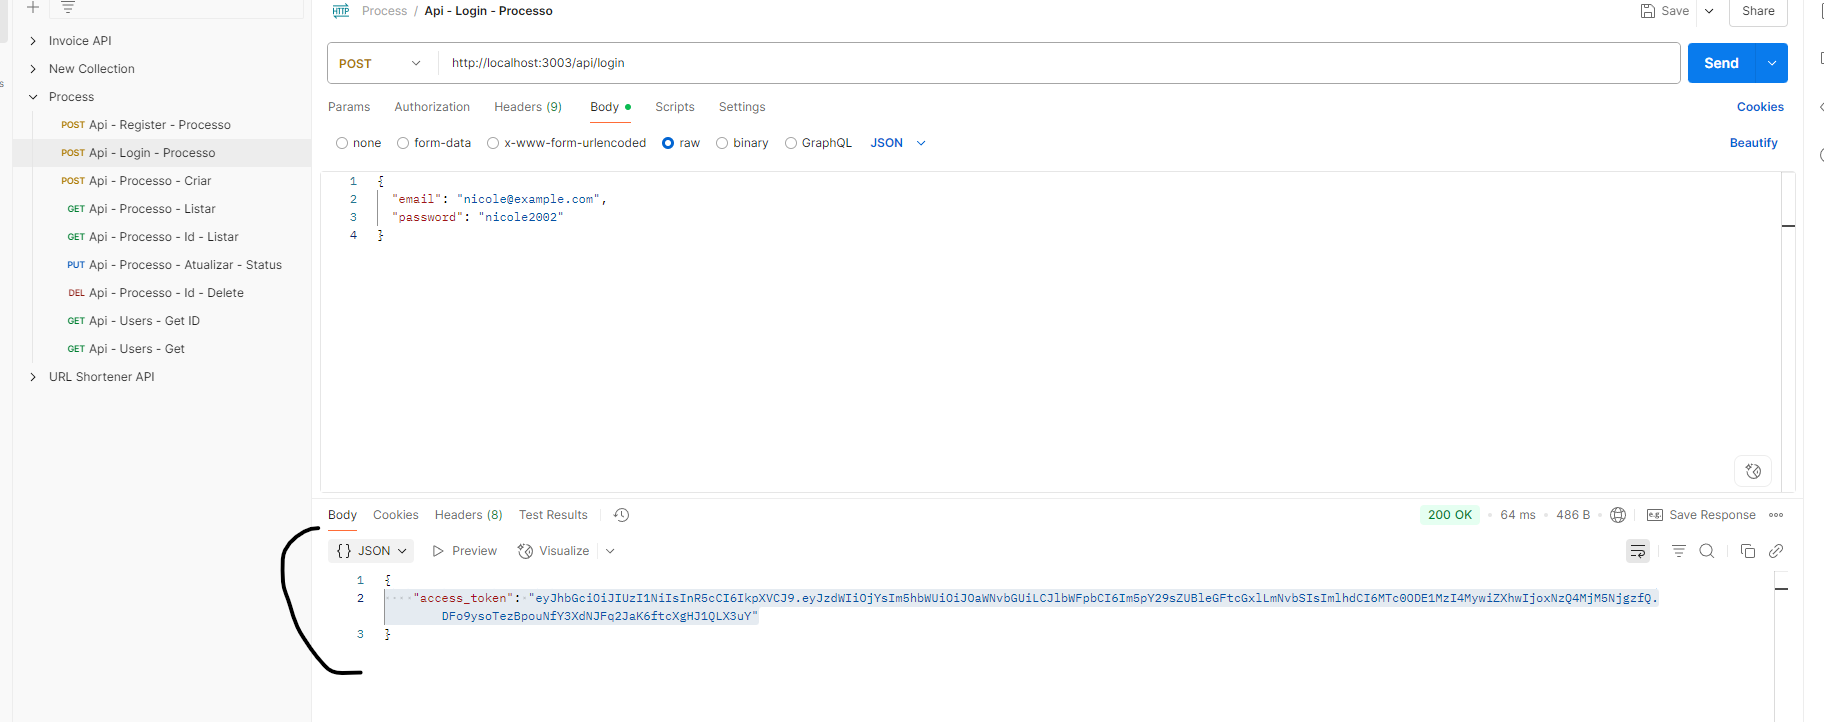 Process / Api - Login - Processo
Save
Share
Invoice API
New Collection
Process
POST Api - Register - Processo
POST Api - Login - Processo
POST Api - Processo - Criar
GET Api - Processo - Listar
GET Api - Processo - Id - Listar
PUT Api - Processo - Atualizar - Status
DEL Api - Processo - Id - Delete
GET Api - Users - Get ID
GET Api - Users - Get
URL Shortener API
POST
http://localhost:3003/api/login
Send
Params Authorization Headers (9) Body Scripts Settings
Cookies
none form-data x-www-form-urlencoded raw binary GraphQL JSON
Beautify
1 {
2 "email": "nicole@example.com",
3 "password": "nicole2002"
4 }
Body Cookies Headers (8) Test Results
200 OK • 64 ms • 486 B •
e.g. Save Response
{} JSON Preview Visualize
1 {
2 "access_token": "eyJhbGciOiJIUzI1NiIsInR5cCI6IkpXVCJ9.eyJzdWIiOjYsIm5hbWUiOiJOaWNvbGUiLCJlbWFpbCI6Im5pY29sZUBleGFtcGxlLmNvbSIsImlhdCI6MTc0ODE1MzI4MywiZXhwIjoxNzQ4MjM5NjgzfQ.
DFo9ysoTezBpouNfY3XdNJFq2JaK6ftcXgHJ1QLX3uY"
3 }